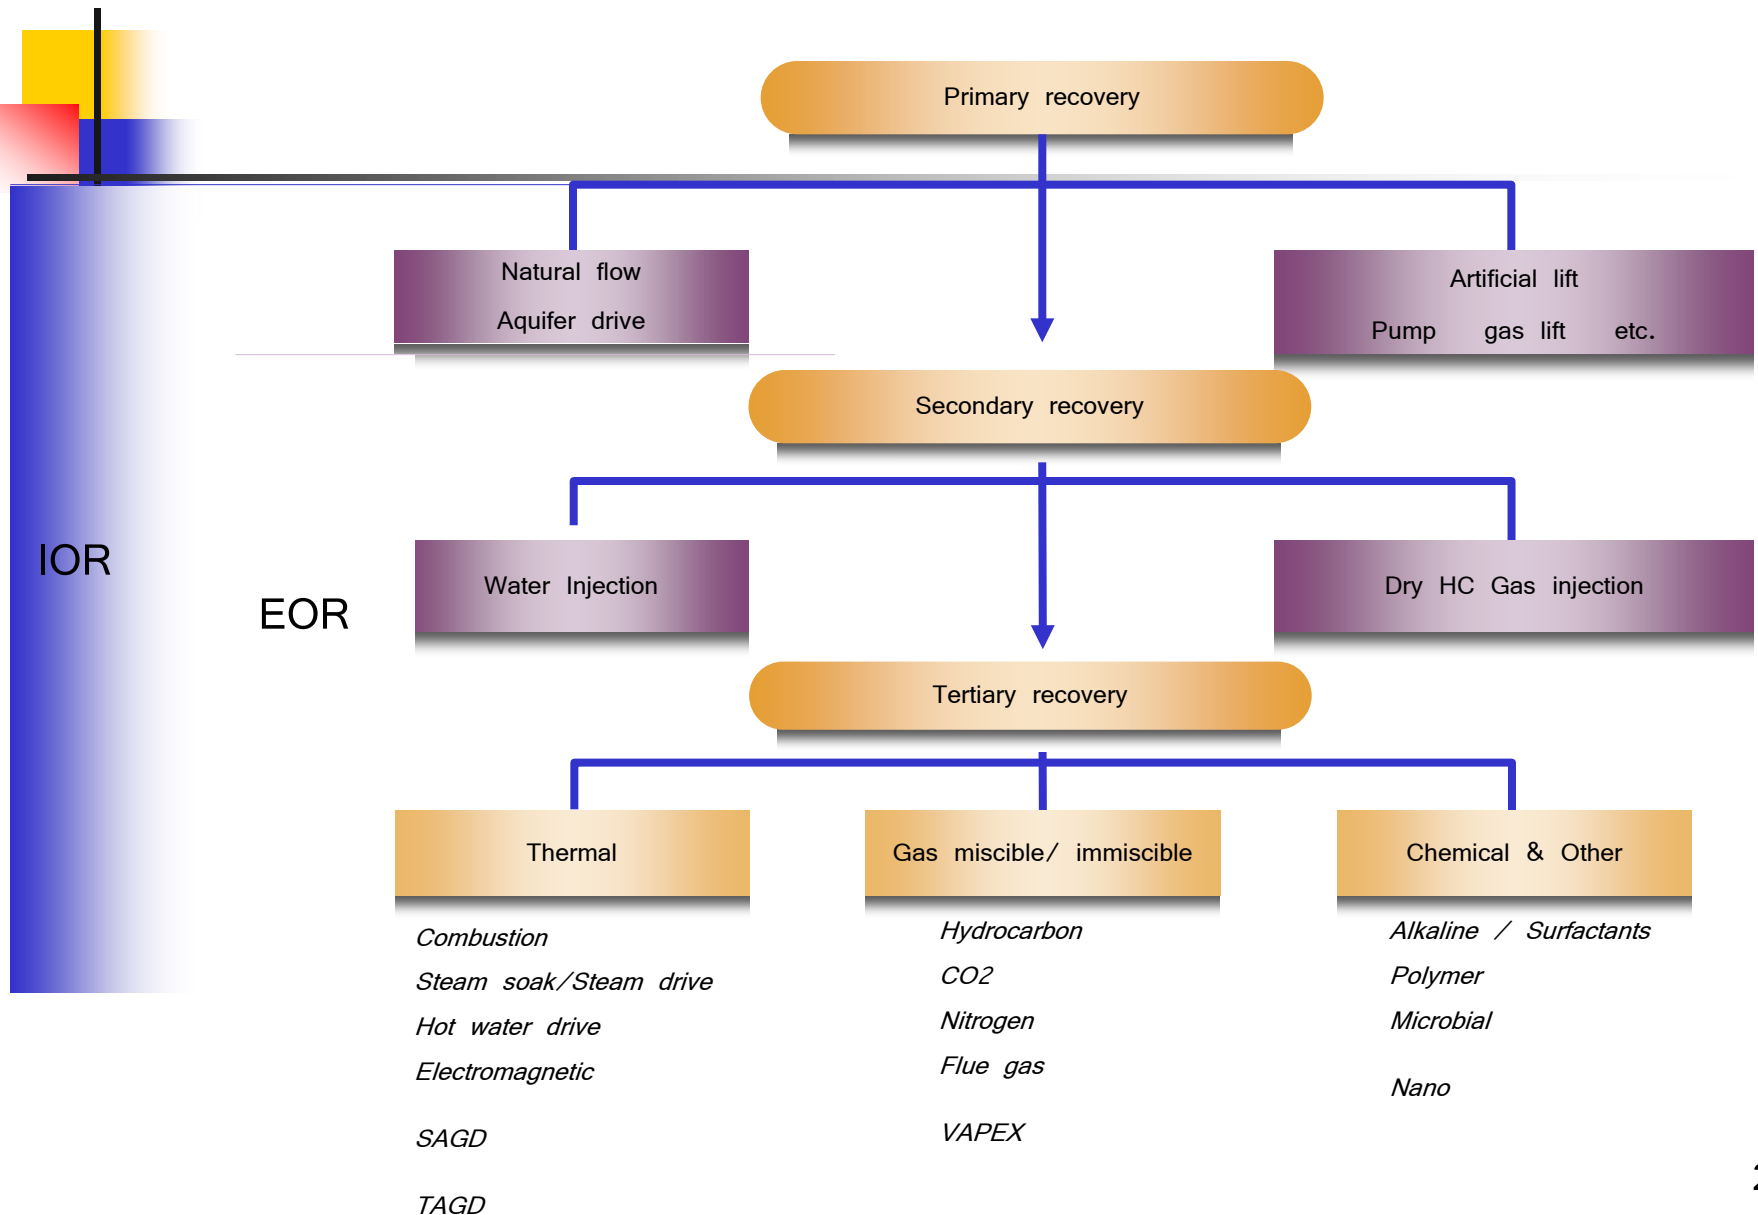 Primary recovery
Natural flow
Aquifer drive
Artificial lift
Pump gas lift etc.
Secondary recovery
IOR
EOR
Water Injection
Dry HC Gas injection
Tertiary recovery
Thermal
Gas miscible/ immiscible
Chemical & Other
Combustion
Steam soak/Steam drive
Hot water drive
Electromagnetic
SAGD
TAGD
Hydrocarbon
CO2
Nitrogen
Flue gas
VAPEX
Alkaline / Surfactants
Polymer
Microbial
Nano